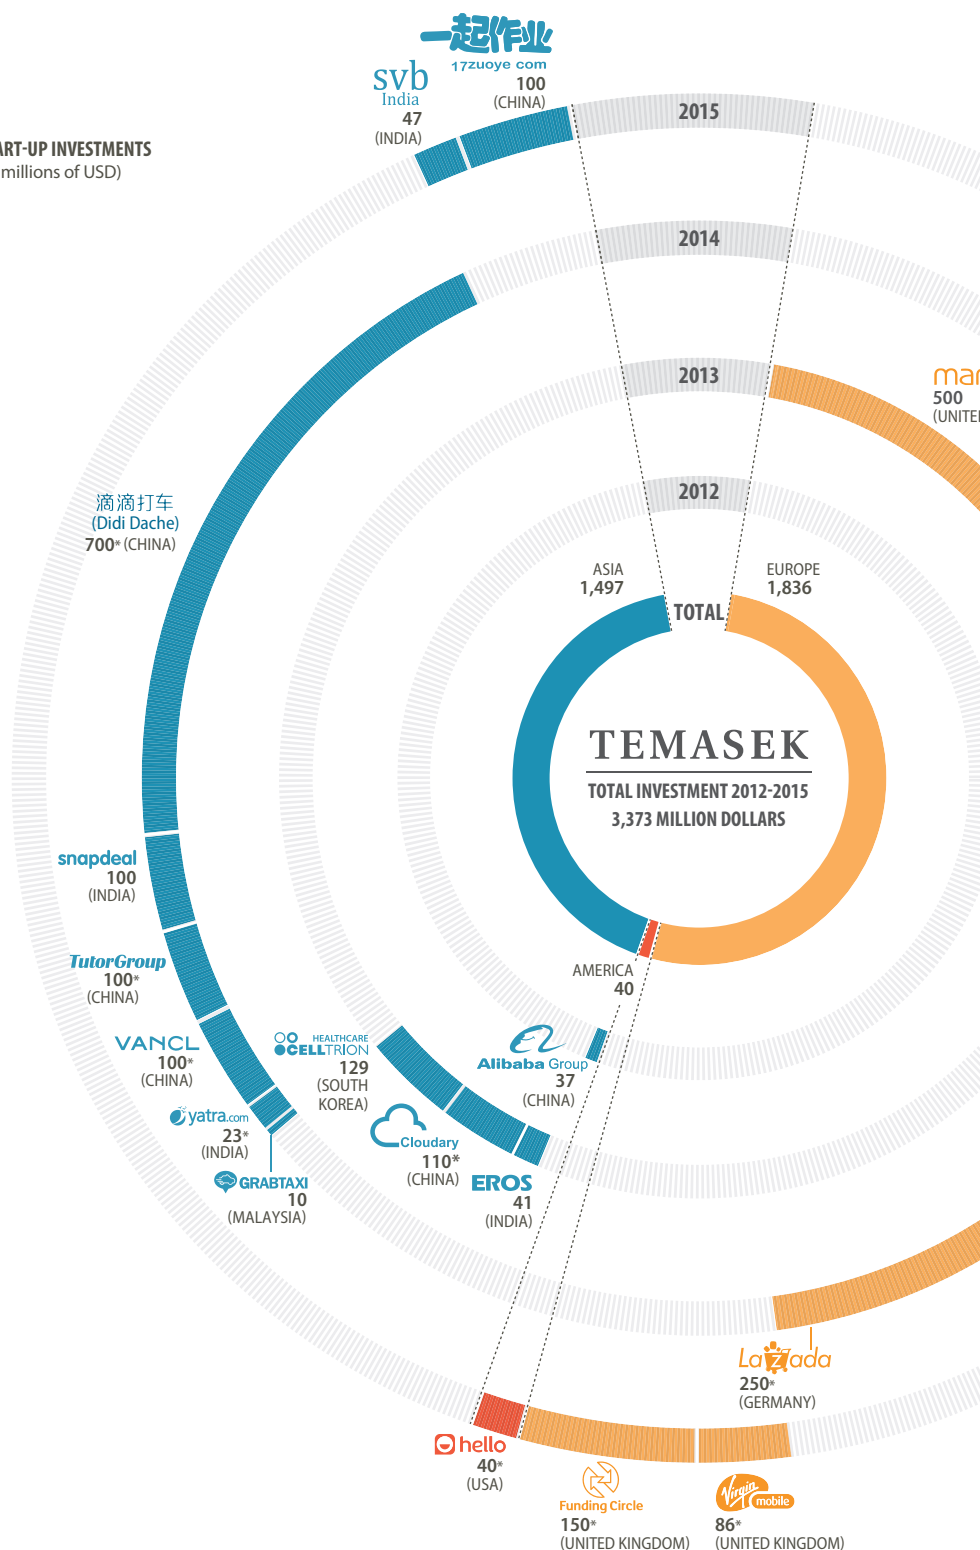 一起作业
17zuoye com
100
(CHINA)
svb
India
47
(INDIA)
ART-UP INVESTMENTS
millions of USD)
2015
2014
2013
2012
500
滴滴打车
(Didi Dache)
700* (CHINA)
ASIA
1,497
EUROPE
1,836
TOTAL
TEMASEK
TOTAL INVESTMENT 2012-2015
3,373 MILLION DOLLARS
AMERICA
40
snapdeal
100
(INDIA)
TutorGroup
100*
(CHINA)
VANCL
100*
(CHINA)
yatra.com
23*
(INDIA)
GRABTAXI
10
(MALAYSIA)
HEALTHCARE
CELLTRION
129
(SOUTH
KOREA)
Cloudary
110*
(CHINA)
EROS
41
(INDIA)
Alibaba Group
37
(CHINA)
Lazada
250*
(GERMANY)
hello
40*
(USA)
Funding Circle
150*
(UNITED KINGDOM)
Virgin
mobile
86*
(UNITED KINGDOM)